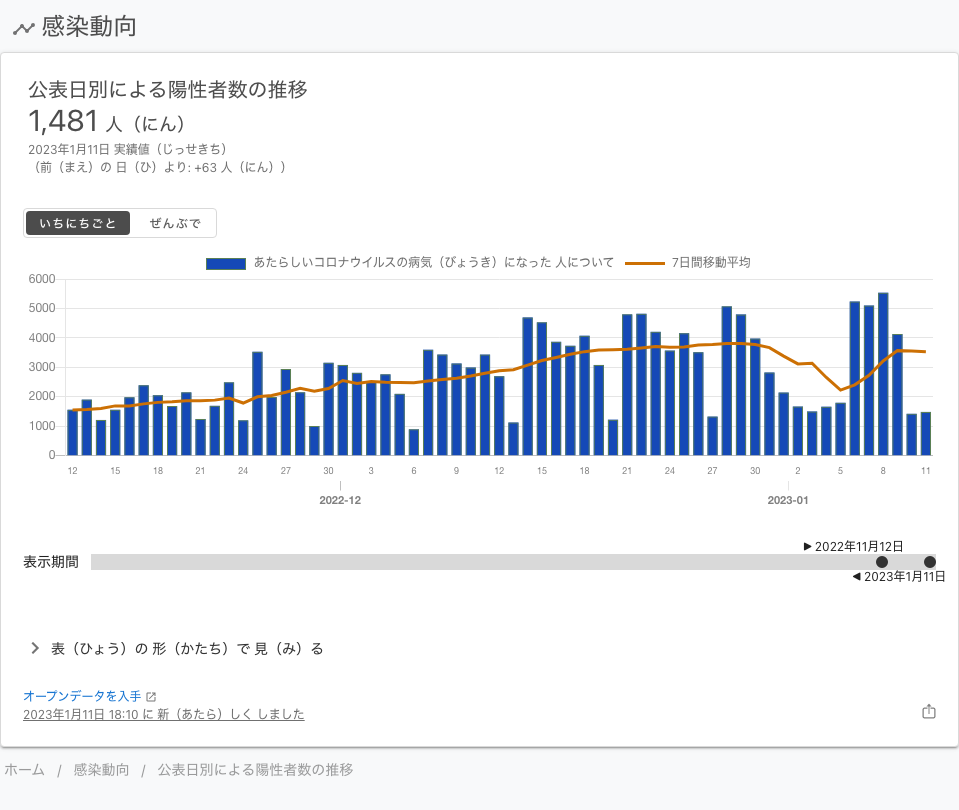 感染動向
公表日別による陽性者数の推移
1,481 人（にん）
2023年1月11日 実績値（じっせきち）
（前（まえ）の 日（ひ）より: +63 人（にん））
いちにちごと ぜんぶで
あたらしいコロナウイルスの病気（びょうき）になった 人について 7日間移動平均
6000
5000
4000
3000
2000
1000
0
12 15 18 21 24 27 30 3 6 9 12 15 18 21 24 27 30 2 5 8 11
2022-12 2023-01
▶ 2022年11月12日
表示期間
◀ 2023年1月11日
表（ひょう）の 形（かたち）で 見（み）る
オープンデータを入手
2023年1月11日 18:10 に 新（あたら）しく しました
ホーム / 感染動向 / 公表日別による陽性者数の推移